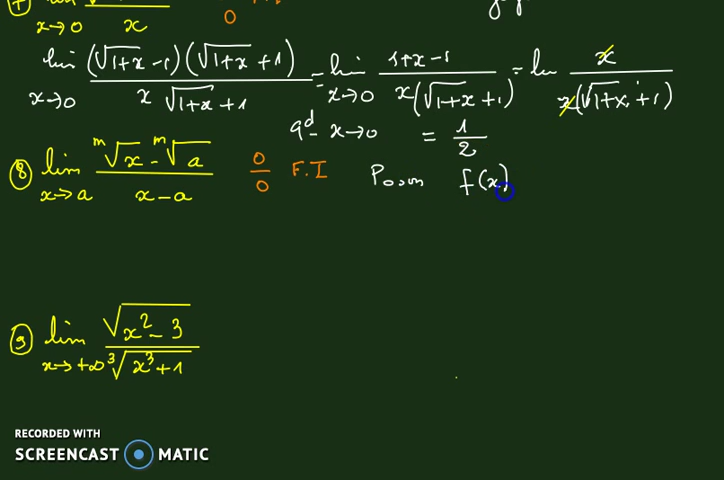 lim x→0 x 0
lim x→0 (√1+x -1)(√1+x +1) / x √1+x +1 = lim x→0 1+x-1 / x(√1+x +1) = lim x / x(√1+x +1)
qd x→0 = 1/2
⑧ lim x→a ᵐ√x - ᵐ√a / x-a 0/0 F.I Posons f(x)
⑨ lim x→+∞ √x²-3 / ³√x³+1
RECORDED WITH
SCREENCAST MATIC